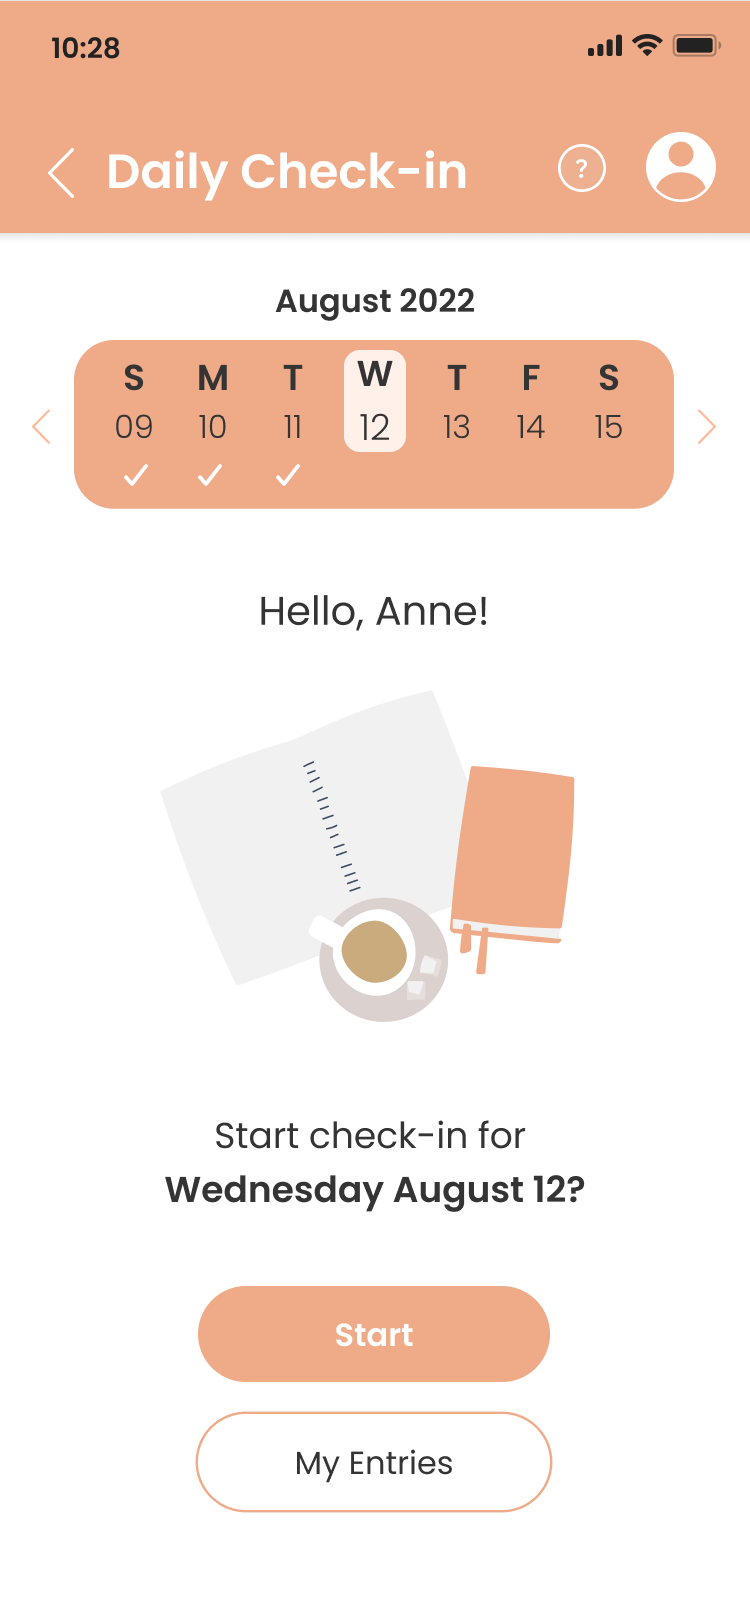 10:28
Daily Check-in ?
August 2022
S M T W T F S
09 10 11 12 13 14 15
Hello, Anne!
Start check-in for
Wednesday August 12?
Start
My Entries